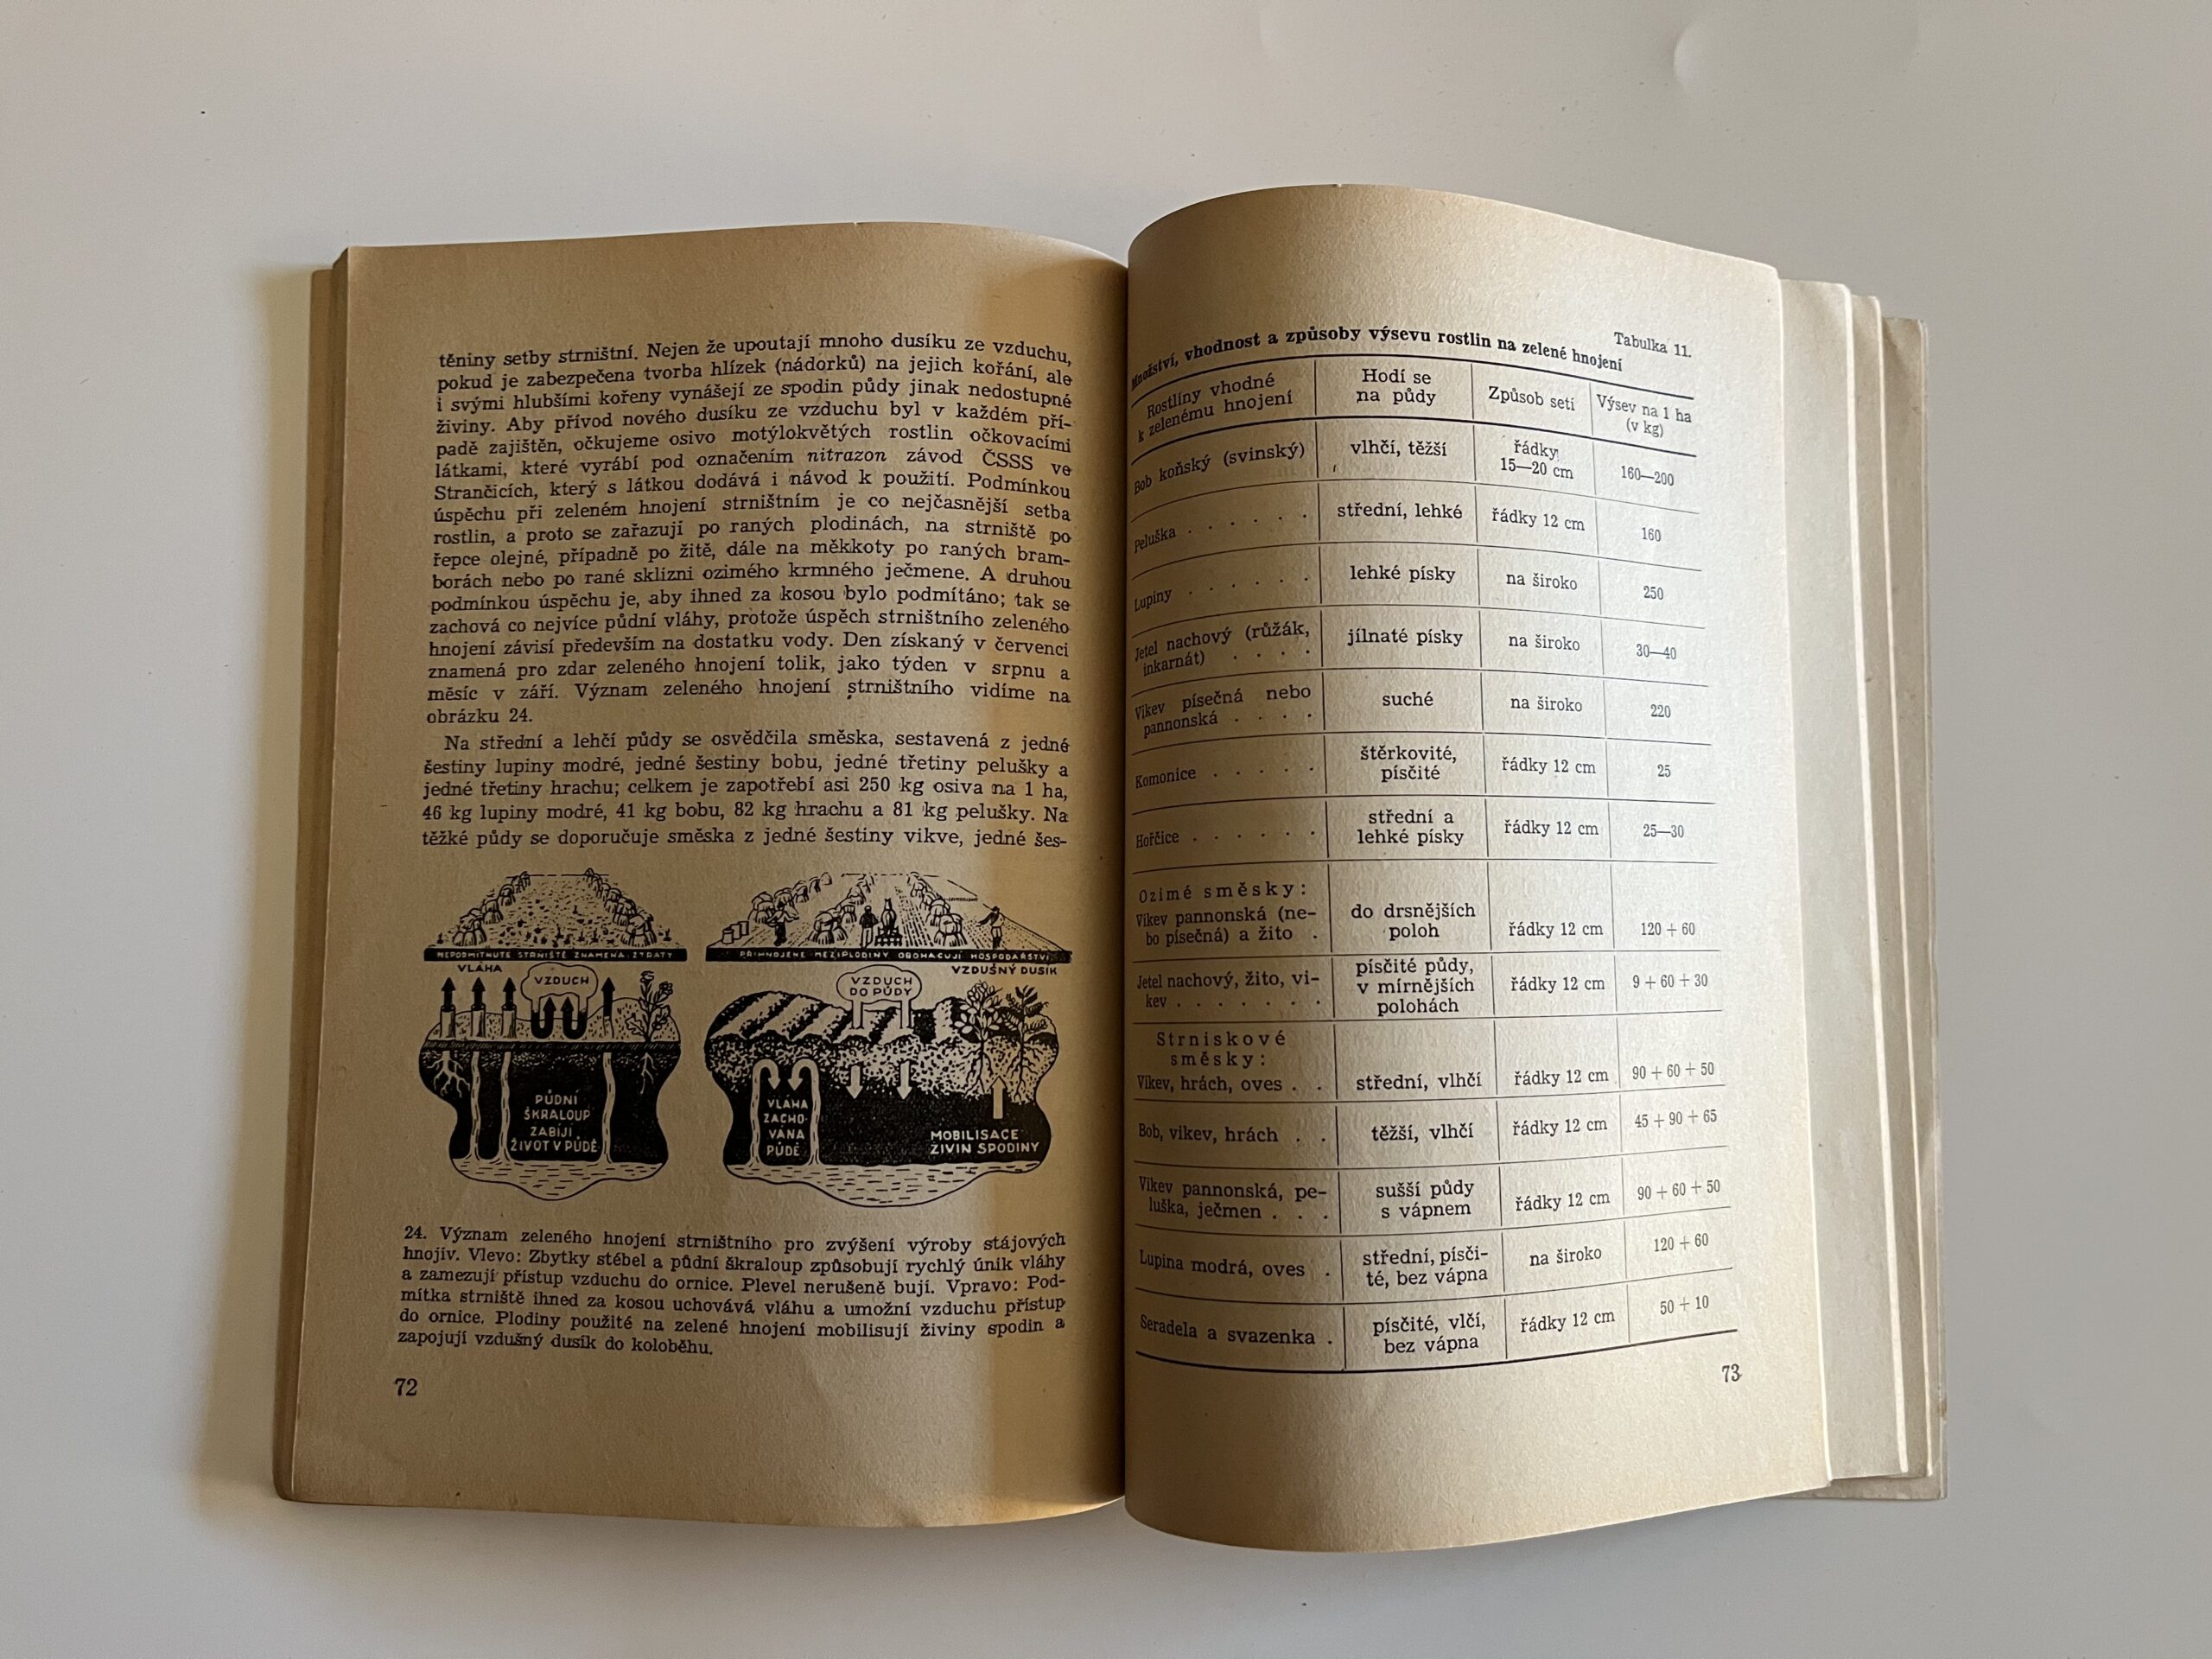 těniny setby strništní. Nejen že upoutají mnoho dusíku ze vzduchu,
pokud je zabezpečena tvorba hlízek (nádorků) na jejich kořání, ale
i svými hlubšími kořeny vynášejí ze spodin půdy jinak nedostupné
živiny. Aby přívod nového dusíku ze vzduchu byl v každém pří-
padě zajištěn, očkujeme osivo motýlokvětých rostlin očkovacími
látkami, které vyrábí pod označením nitrazon závod ČSSS ve
Strančicích, který s látkou dodává i návod k použití. Podmínkou
úspěchu při zeleném hnojení strništním je co nejčasnější setba
rostlin, a proto se zařazují po raných plodinách, na strniště po
řepce olejné, případně po žitě, dále na měkkoty po raných bram-
borách nebo po rané sklizni ozimého krmného ječmene. A druhou
podmínkou úspěchu je, aby ihned za kosou bylo podmítáno; tak se
zachová co nejvíce půdní vláhy, protože úspěch strništního zeleného
hnojení závisí především na dostatku vody. Den získaný v červenci
znamená pro zdar zeleného hnojení tolik, jako týden v srpnu a
měsíc v září. Význam zeleného hnojení strništního vidíme na
obrázku 24.
Na střední a lehčí půdy se osvědčila směska, sestavená z jedné
šestiny lupiny modré, jedné šestiny bobu, jedné třetiny pelušky a
jedné třetiny hrachu; celkem je zapotřebí asi 250 kg osiva na 1 ha,
46 kg lupiny modré, 41 kg bobu, 82 kg hrachu a 81 kg pelušky. Na
těžké půdy se doporučuje směska z jedné šestiny vikve, jedné šes-
NEPODMÍTNUTÉ STRNIŠTĚ ZNAMENÁ ZTRÁTY
VLÁHA
VZDUCH
PŮDNÍ
ŠKRALOUP
ZABÍJÍ
ŽIVOT V PŮDĚ
PŘIHNOJENÉ MEZIPLODINY OBOHACUJÍ HOSPODÁŘSTVÍ
VZDUŠNÝ DUSÍK
VZDUCH
DO PŮDY
VLÁHA
ZACHO-
VÁNA
PŮDĚ
MOBILISACE
ŽIVIN SPODINY
24. Význam zeleného hnojení strništního pro zvýšení výroby stájových
hnojiv. Vlevo: Zbytky stébel a půdní škraloup způsobují rychlý únik vláhy
a zamezují přístup vzduchu do ornice. Plevel nerušeně bují. Vpravo: Pod-
mítka strniště ihned za kosou uchovává vláhu a umožní vzduchu přístup
do ornice. Plodiny použité na zelené hnojení mobilisují živiny spodin a
zapojují vzdušný dusík do koloběhu.
72
Tabulka 11.
Množství, vhodnost a způsoby výsevu rostlin na zelené hnojení
Rostliny vhodné k zelenému hnojení Hodí se na půdy Způsob setí Výsev na 1 ha (v kg)
Bob koňský (svinský) vlhčí, těžší řádky 15—20 cm 160—200
Peluška . . . . . . střední, lehké řádky 12 cm 160
Lupiny . . . . . . lehké písky na široko 250
Jetel nachový (růžák, inkarnát) . . . . jílnaté písky na široko 30—40
Vikev písečná nebo pannonská . . . . suché na široko 220
Komonice . . . . . štěrkovité, písčité řádky 12 cm 25
Hořčice . . . . . . střední a lehké písky řádky 12 cm 25—30
Ozimé směsky:
Vikev pannonská (ne-bo písečná) a žito . do drsnějších poloh řádky 12 cm 120 + 60
Jetel nachový, žito, vi-kev . . . . . . . písčité půdy, v mírnějších polohách řádky 12 cm 9 + 60 + 30
Strniskové
směsky:
Vikev, hrách, oves . . střední, vlhčí řádky 12 cm 90 + 60 + 50
Bob, vikev, hrách . . těžší, vlhčí řádky 12 cm 45 + 90 + 65
Vikev pannonská, pe-luška, ječmen . . . sušší půdy s vápnem řádky 12 cm 90 + 60 + 50
Lupina modrá, oves . střední, písči-té, bez vápna na široko 120 + 60
Seradela a svazenka . písčité, vlčí, bez vápna řádky 12 cm 50 + 10
73